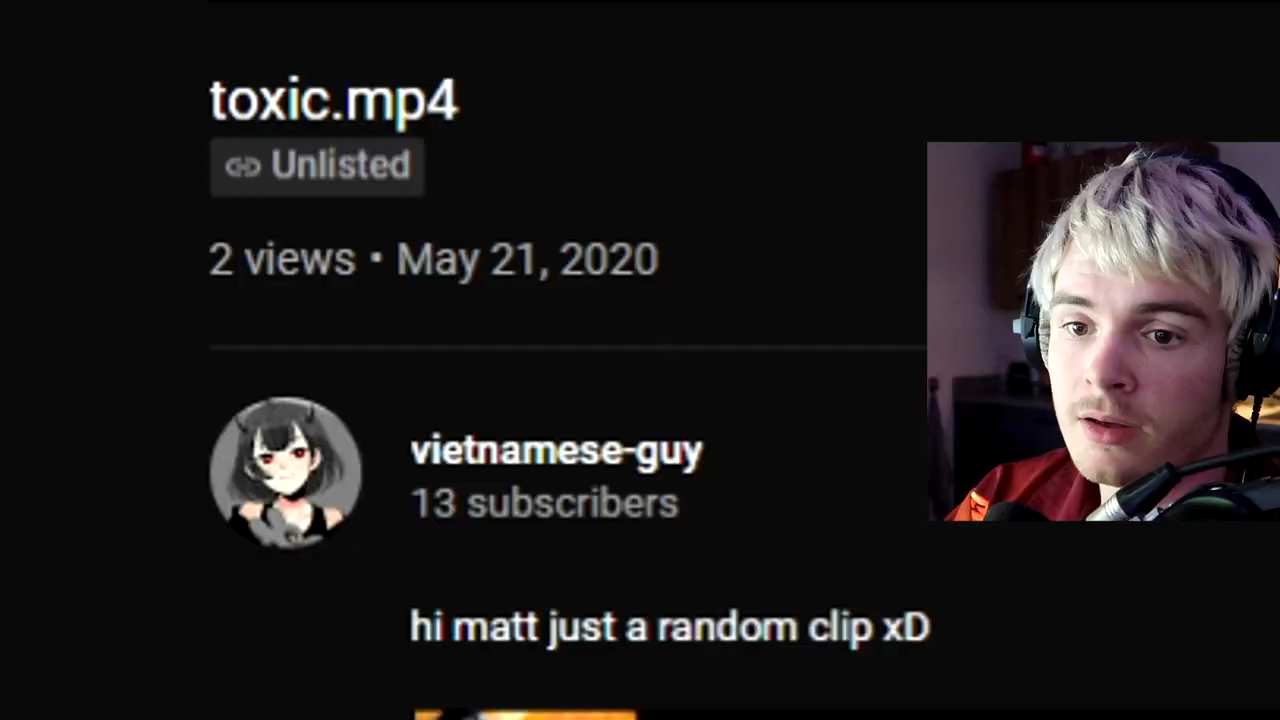 toxic.mp4
Unlisted
2 views • May 21, 2020
vietnamese-guy
13 subscribers
hi matt just a random clip xD